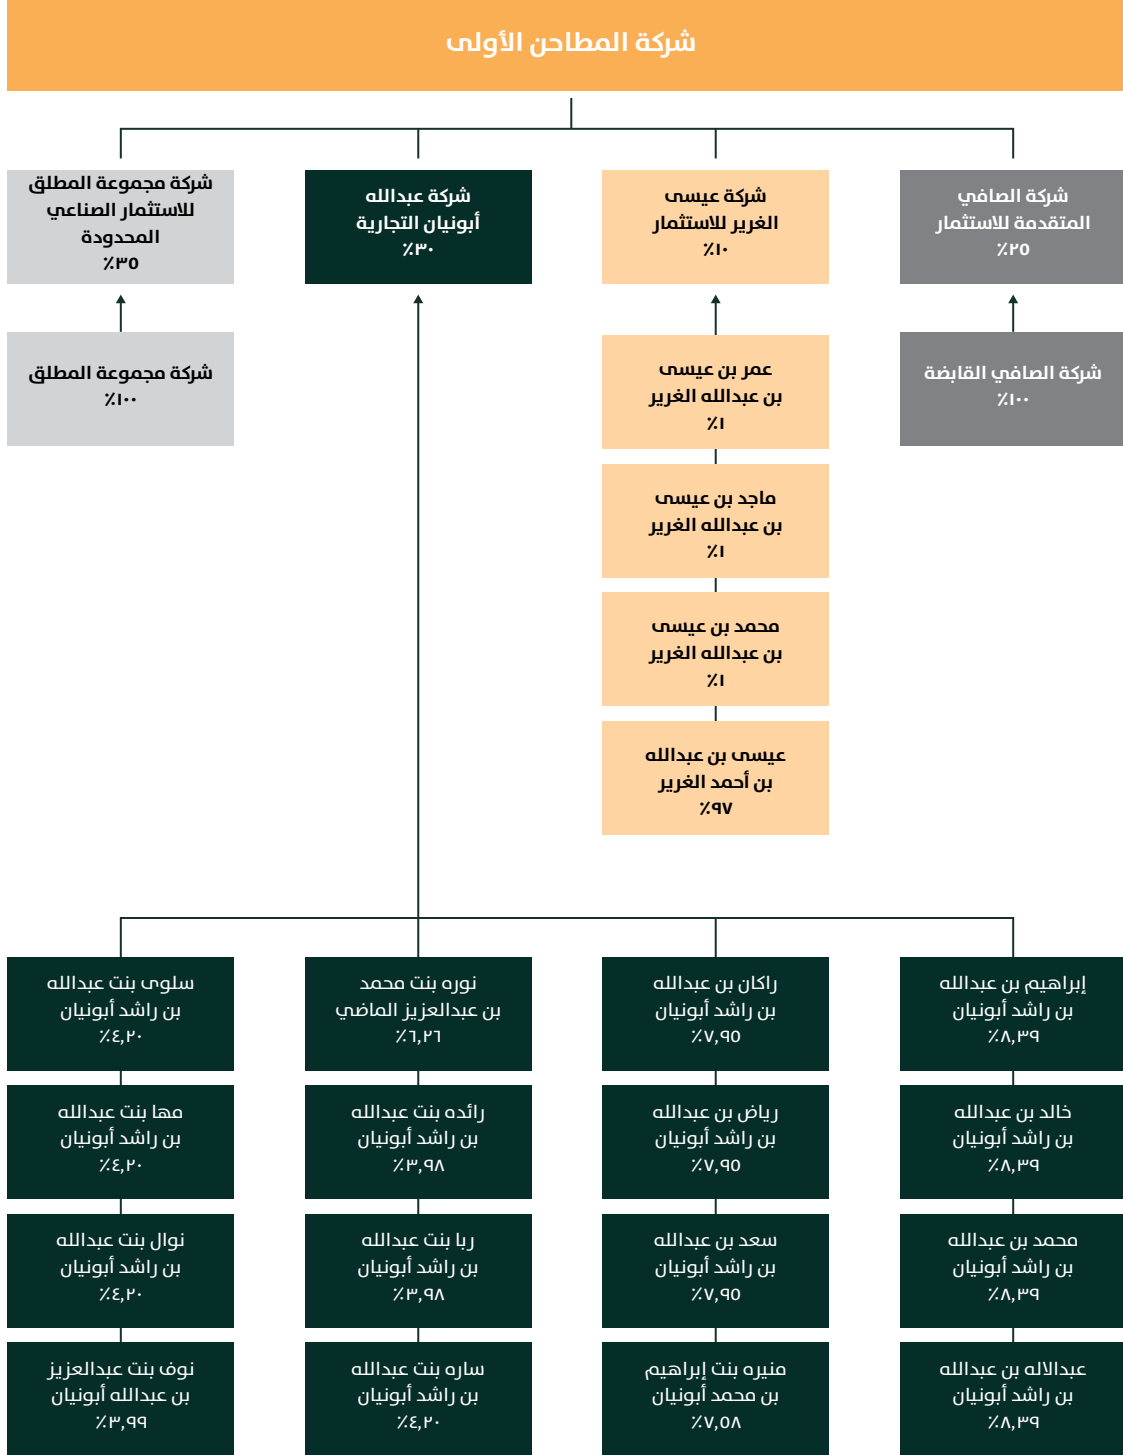 شركة المطاحن الأولى
شركة الصافي
المتقدمة للاستثمار
٪٢٥
شركة عيسى
الغرير للاستثمار
٪١٠
شركة عبدالله
أبونيان التجارية
٪٣٠
شركة مجموعة المطلق
للاستثمار الصناعي
المحدودة
٪٣٥
شركة الصافي القابضة
٪١٠٠
عمر بن عيسى
بن عبدالله الغرير
٪١
ماجد بن عيسى
بن عبدالله الغرير
٪١
محمد بن عيسى
بن عبدالله الغرير
٪١
عيسى بن عبدالله
بن أحمد الغرير
٪٩٧
شركة مجموعة المطلق
٪١٠٠
إبراهيم بن عبدالله
بن راشد أبونيان
٪٨,٣٩
خالد بن عبدالله
بن راشد أبونيان
٪٨,٣٩
محمد بن عبدالله
بن راشد أبونيان
٪٨,٣٩
عبدالاله بن عبدالله
بن راشد أبونيان
٪٨,٣٩
راكان بن عبدالله
بن راشد أبونيان
٪٧,٩٥
رياض بن عبدالله
بن راشد أبونيان
٪٧,٩٥
سعد بن عبدالله
بن راشد أبونيان
٪٧,٩٥
منيره بنت إبراهيم
بن محمد أبونيان
٪٧,٥٨
نوره بنت محمد
بن عبدالعزيز الماضي
٪٦,٢٦
رائده بنت عبدالله
بن راشد أبونيان
٪٣,٩٨
ربا بنت عبدالله
بن راشد أبونيان
٪٣,٩٨
ساره بنت عبدالله
بن راشد أبونيان
٪٤,٢٠
سلوى بنت عبدالله
بن راشد أبونيان
٪٤,٢٠
مها بنت عبدالله
بن راشد أبونيان
٪٤,٢٠
نوال بنت عبدالله
بن راشد أبونيان
٪٤,٢٠
نوف بنت عبدالعزيز
بن عبدالله أبونيان
٪٣,٩٩